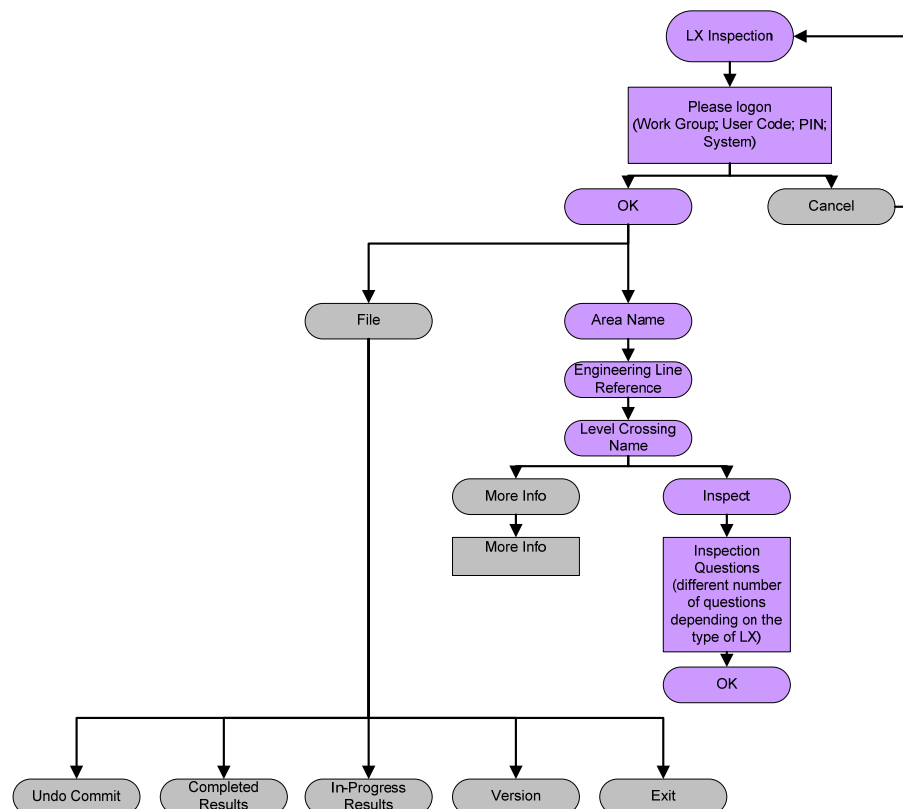 LX Inspection
Please logon
(Work Group; User Code; PIN;
System)
OK
Cancel
File
Area Name
Engineering Line
Reference
Level Crossing
Name
More Info
Inspect
More Info
Inspection
Questions
(different number
of questions
depending on the
type of LX)
OK
Undo Commit
Completed
Results
In-Progress
Results
Version
Exit